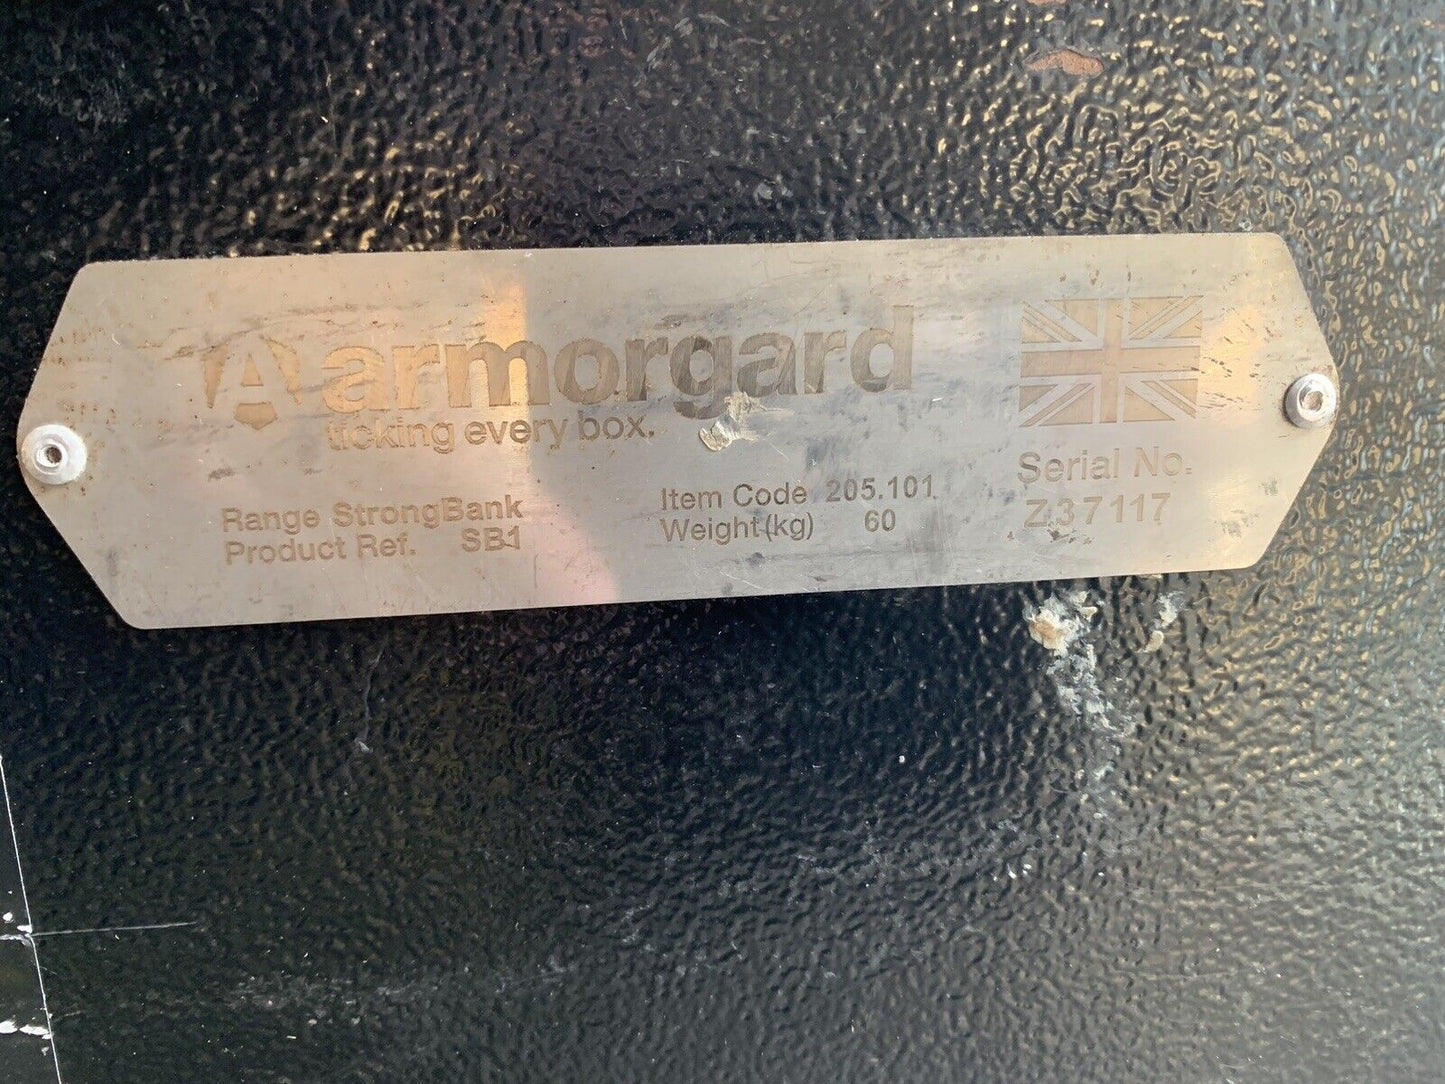 A armorgard
ticking every box.
Range StrongBank
Product Ref. SB1
Item Code 205.101
Weight(kg) 60
Serial No.
Z37117